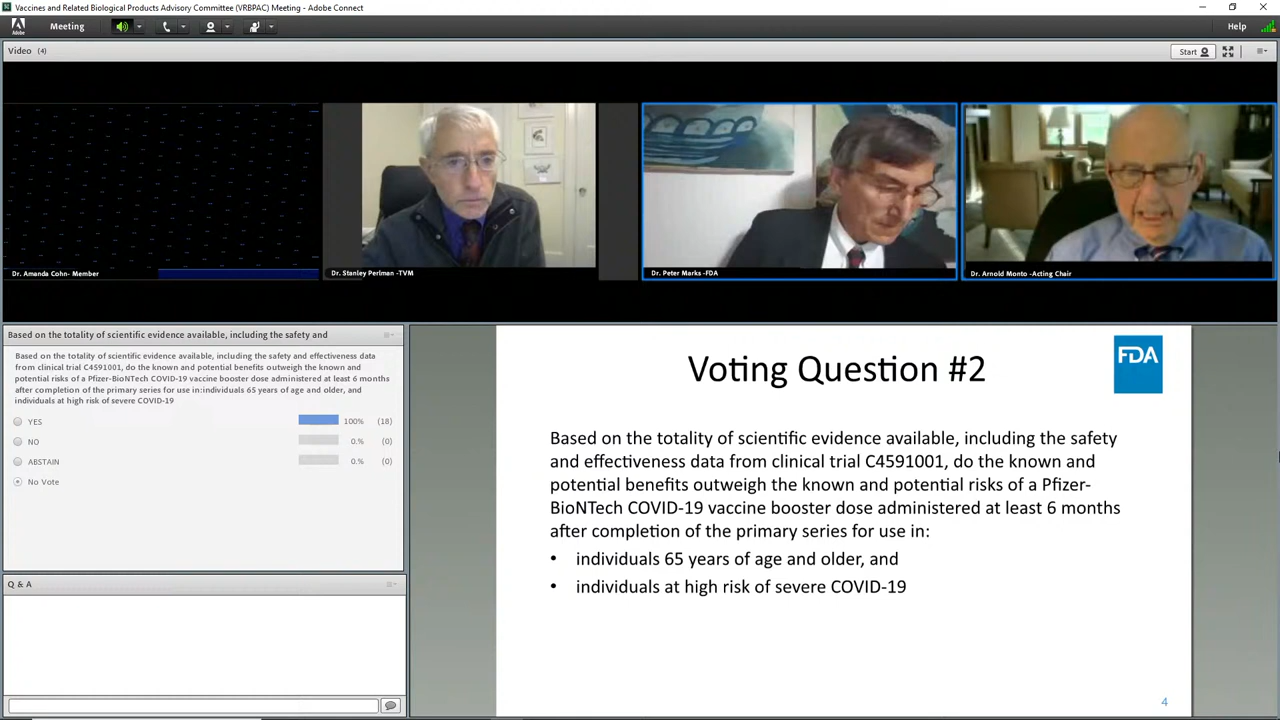 Vaccines and Related Biological Products Advisory Committee (VRBPAC) Meeting - Adobe Connect
Adobe
Meeting
Help
Video (4)
Start
Dr. Amanda Cohn- Member
Dr. Stanley Perlman -TVM
Dr. Peter Marks -FDA
Dr. Arnold Monto -Acting Chair
Based on the totality of scientific evidence available, including the safety and
Based on the totality of scientific evidence available, including the safety and effectiveness data
from clinical trial C4591001, do the known and potential benefits outweigh the known and
potential risks of a Pfizer-BioNTech COVID-19 vaccine booster dose administered at least 6 months
after completion of the primary series for use in:individuals 65 years of age and older, and
individuals at high risk of severe COVID-19
YES 100% (18)
NO 0.% (0)
ABSTAIN 0.% (0)
No Vote
Q & A
Voting Question #2
FDA
Based on the totality of scientific evidence available, including the safety
and effectiveness data from clinical trial C4591001, do the known and
potential benefits outweigh the known and potential risks of a Pfizer-
BioNTech COVID-19 vaccine booster dose administered at least 6 months
after completion of the primary series for use in:
• individuals 65 years of age and older, and
• individuals at high risk of severe COVID-19
4